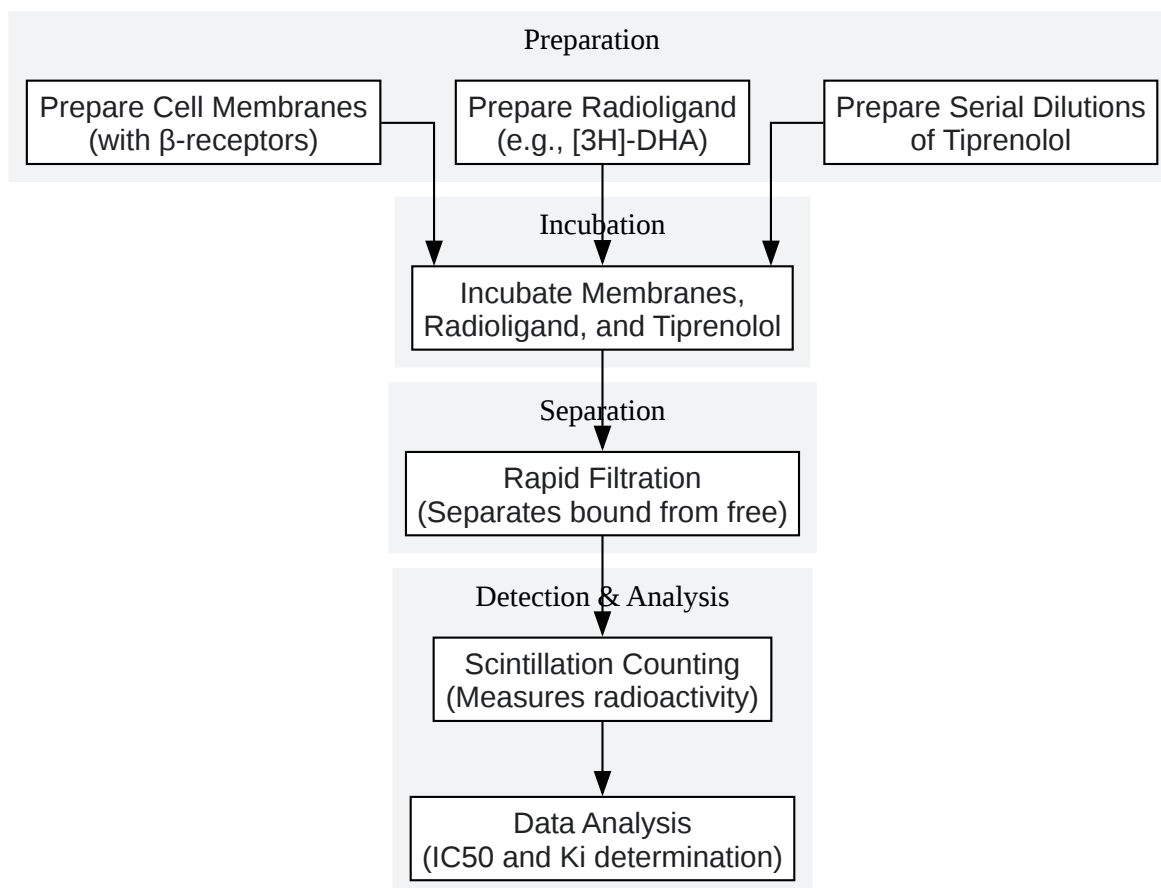 Preparation
Prepare Cell Membranes
(with β-receptors)
Prepare Radioligand
(e.g., [3H]-DHA)
Prepare Serial Dilutions
of Tiprenolol
Incubation
Incubate Membranes,
Radioligand, and Tiprenolol
Separation
Rapid Filtration
(Separates bound from free)
Detection & Analysis
Scintillation Counting
(Measures radioactivity)
Data Analysis
(IC50 and Ki determination)